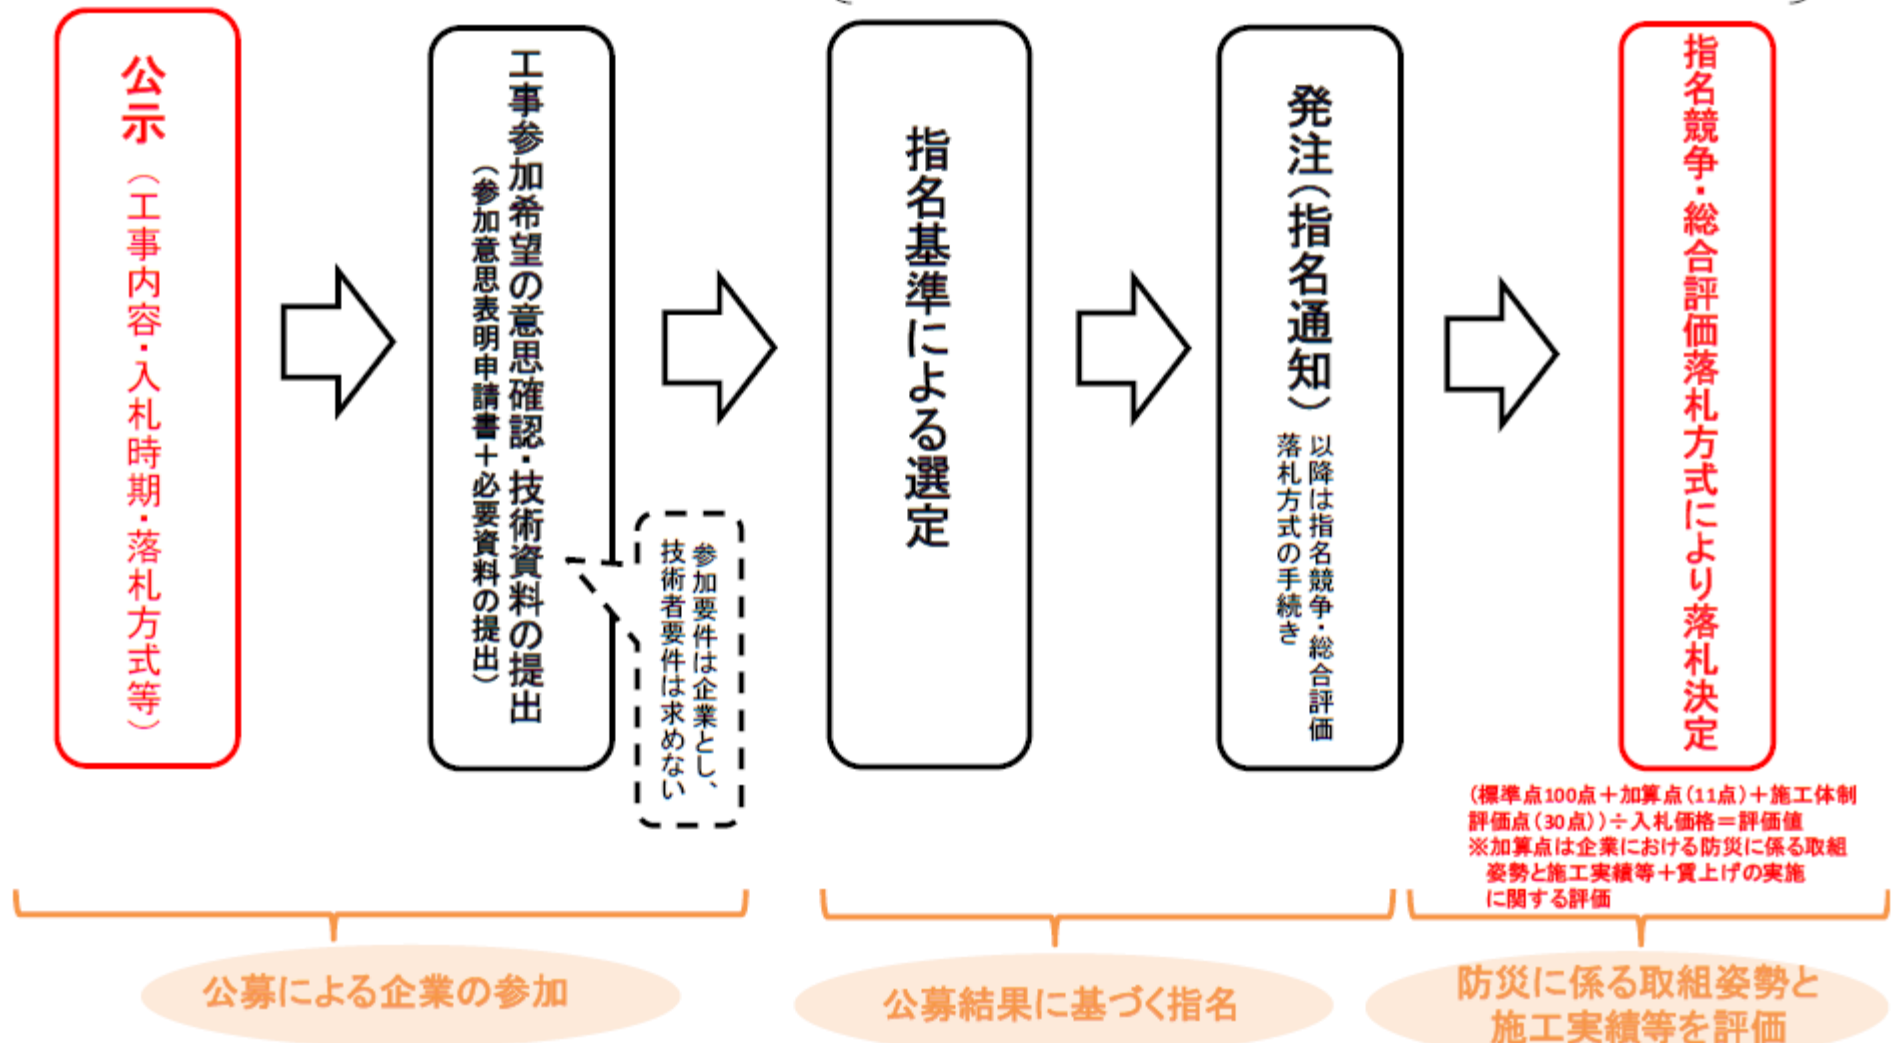 公示（工事内容・入札時期・落札方式等）
工事参加希望の意思確認・技術資料の提出
（参加意思表明申請書＋必要資料の提出）
参加要件は企業とし、
技術者要件は求めない
指名基準による選定
発注（指名通知）
以降は指名競争・総合評価
落札方式の手続き
指名競争・総合評価落札方式により落札決定
（標準点100点＋加算点（11点）＋施工体制
評価点（30点））÷入札価格＝評価値
※加算点は企業における防災に係る取組
姿勢と施工実績等＋賃上げの実施
に関する評価
公募による企業の参加
公募結果に基づく指名
防災に係る取組姿勢と
施工実績等を評価